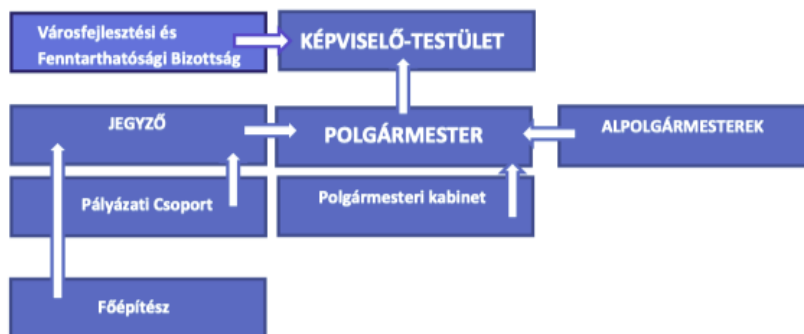 Városfejlesztési és
Fenntarthatósági Bizottság
KÉPVISELŐ-TESTÜLET
JEGYZŐ
POLGÁRMESTER
ALPOLGÁRMESTEREK
Pályázati Csoport
Polgármesteri kabinet
Főépítész